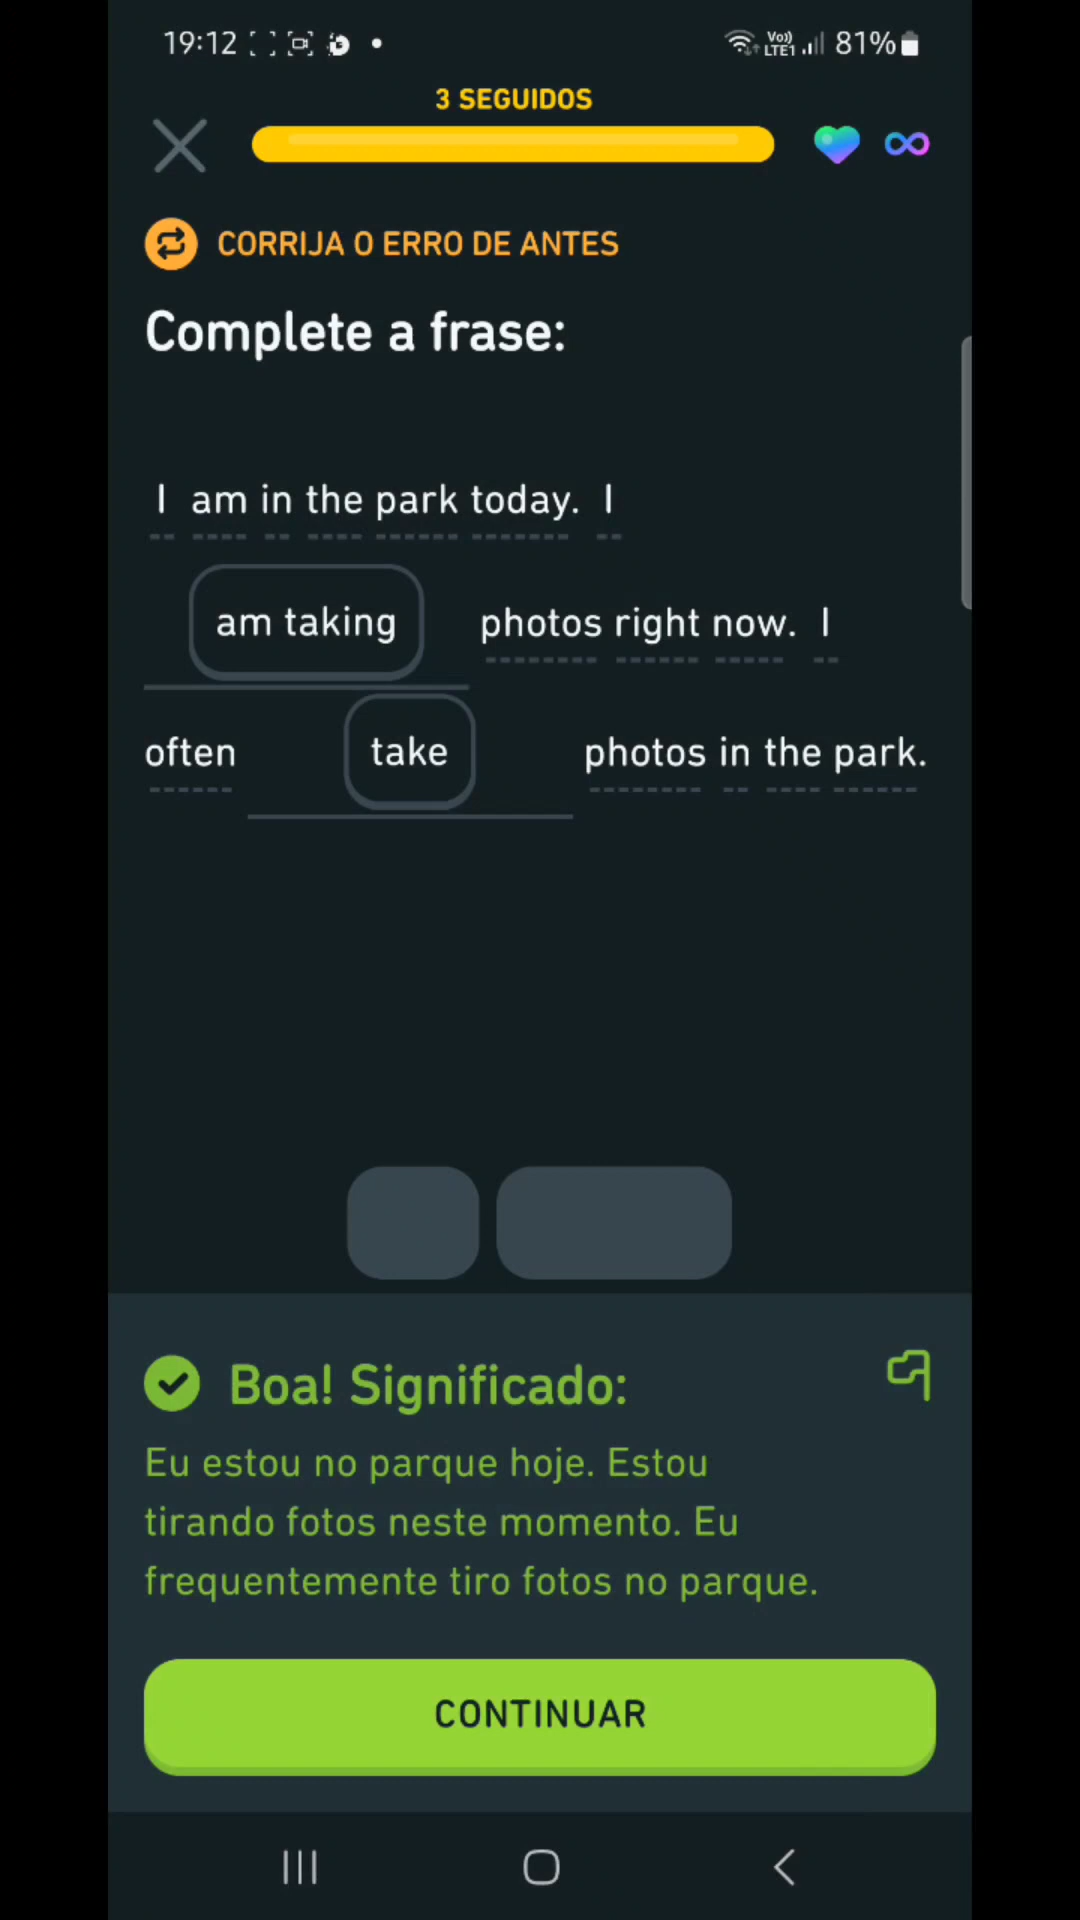 19:12 Vo)) LTE1 81%
3 SEGUIDOS
CORRIJA O ERRO DE ANTES
Complete a frase:
I am in the park today. I
am taking photos right now. I
often take photos in the park.
Boa! Significado:
Eu estou no parque hoje. Estou
tirando fotos neste momento. Eu
frequentemente tiro fotos no parque.
CONTINUAR